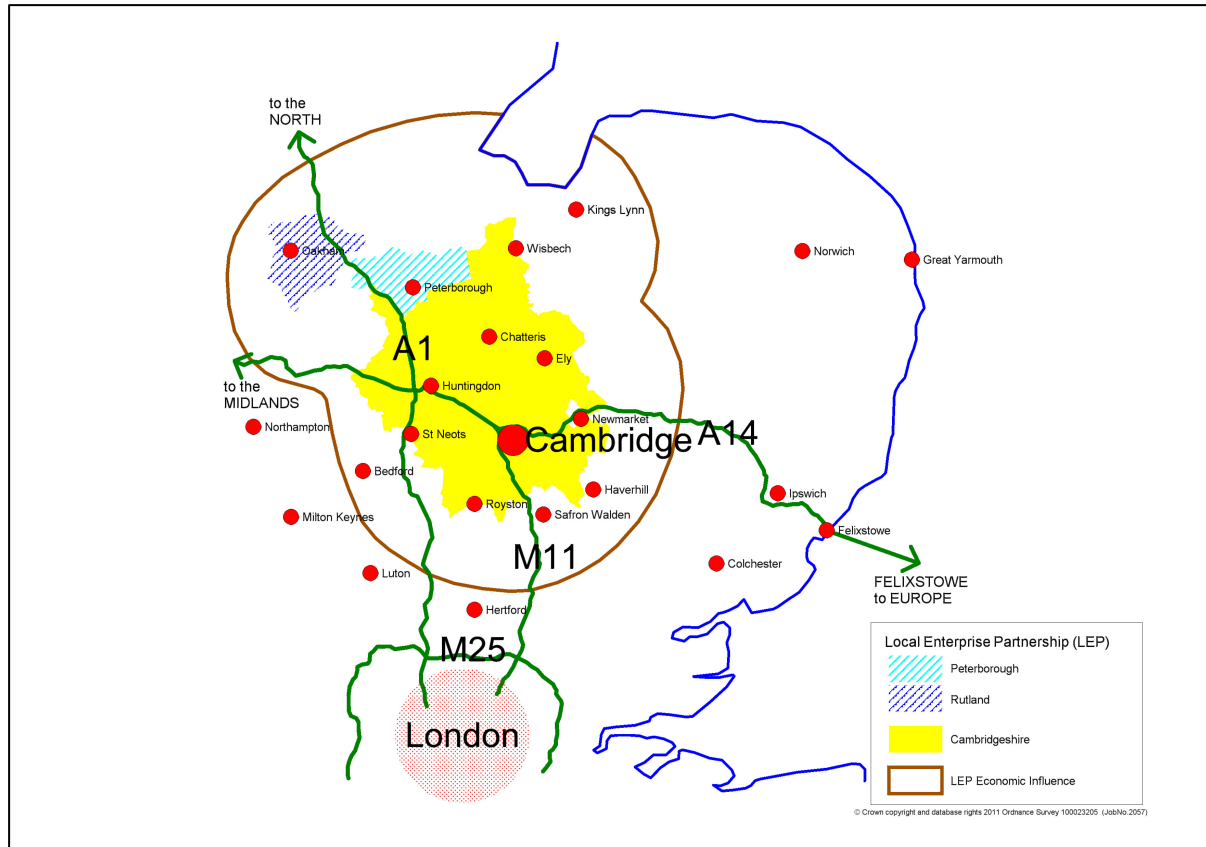 to the
NORTH
Kings Lynn
Oakham
Wisbech
Norwich
Great Yarmouth
Peterborough
Chatteris
A1
Ely
to the
MIDLANDS
Huntingdon
Newmarket
Northampton
St Neots
Cambridge
A14
Bedford
Haverhill
Ipswich
Royston
Safron Walden
Milton Keynes
Felixstowe
M11
Colchester
Luton
FELIXSTOWE
to EUROPE
Hertford
M25
London
Local Enterprise Partnership (LEP)
Peterborough
Rutland
Cambridgeshire
LEP Economic Influence
© Crown copyright and database rights 2011 Ordnance Survey 100023205 (JobNo.2057)